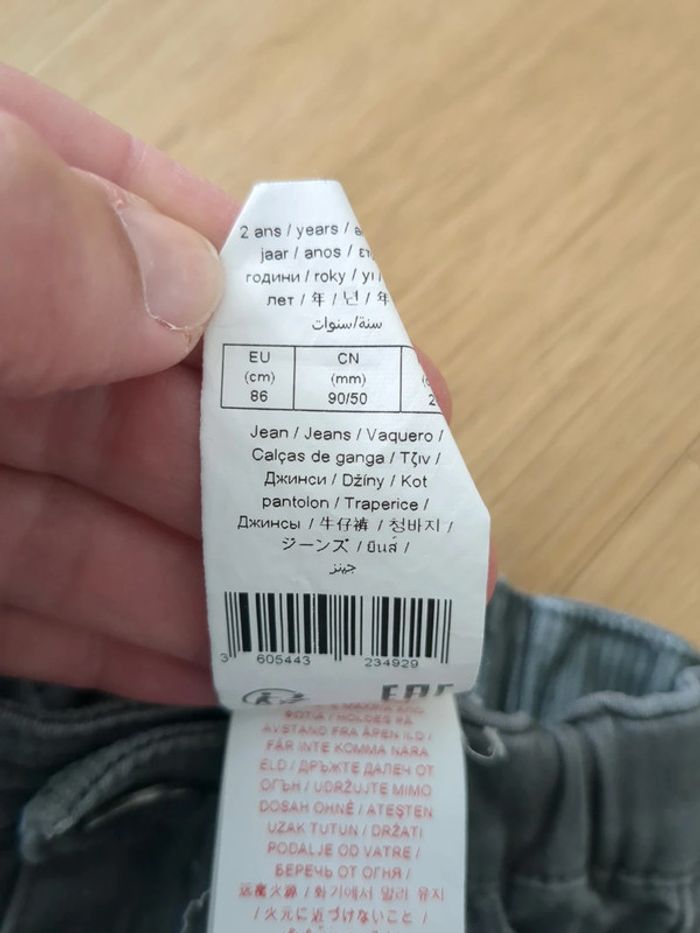 2 ans / years /
jaar / anos /
години / roky /
лет / 年 / 년 / 年
سنة/سنوات
EU CN
(cm) (mm)
86 90/50 2
Jean / Jeans / Vaquero /
Calças de ganga / Τζιν /
Джинси / Džíny / Kot
pantolon / Traperice /
Джинсы / 牛仔裤 / 청바지 /
ジーンズ / ยีนส์ /
جينز
3 605443 234929
EAC
AVSTAND FRA ÅPEN ILD /
FÅR INTE KOMMA NÄRA
ELD / ДРЪЖТЕ ДАЛЕЧ ОТ
ОГЪН / UDRŽUJTE MIMO
DOSAH OHNĚ / ATEŞTEN
UZAK TUTUN / DRŽATI
PODALJE OD VATRE /
БЕРЕЧЬ ОТ ОГНЯ /
远离火源 / 화기에서 멀리 유지
/ 火元に近づけないこと /